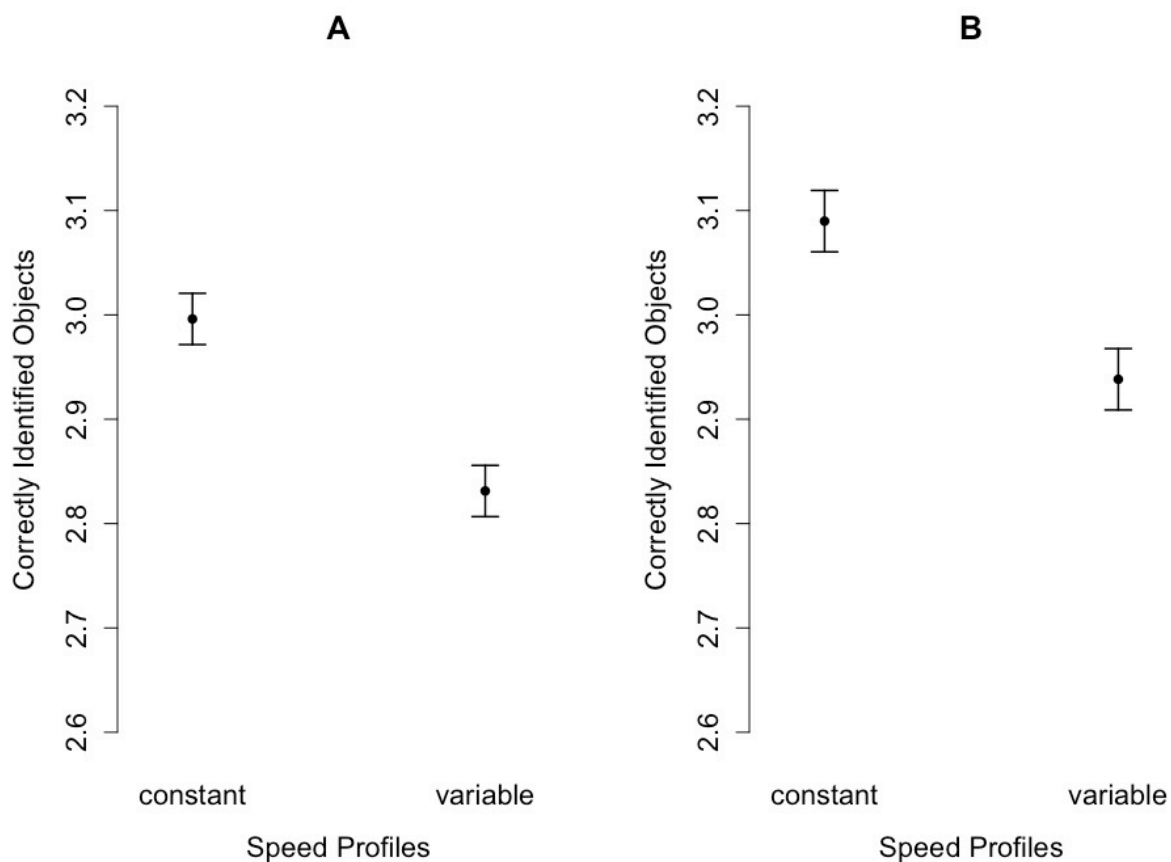 A
Correctly Identified Objects
3.2
3.1
3.0
2.9
2.8
2.7
2.6
constant variable
Speed Profiles
B
Correctly Identified Objects
3.2
3.1
3.0
2.9
2.8
2.7
2.6
constant variable
Speed Profiles